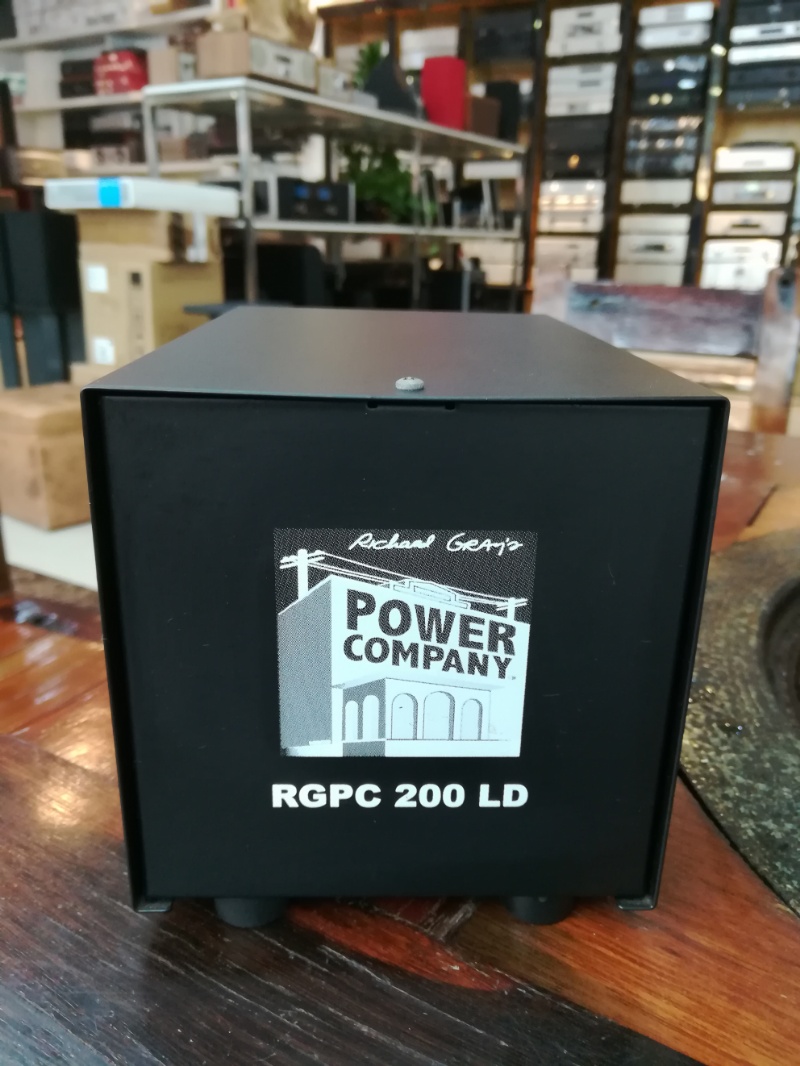 Richard GRAy's
POWER
COMPANY
RGPC 200 LD